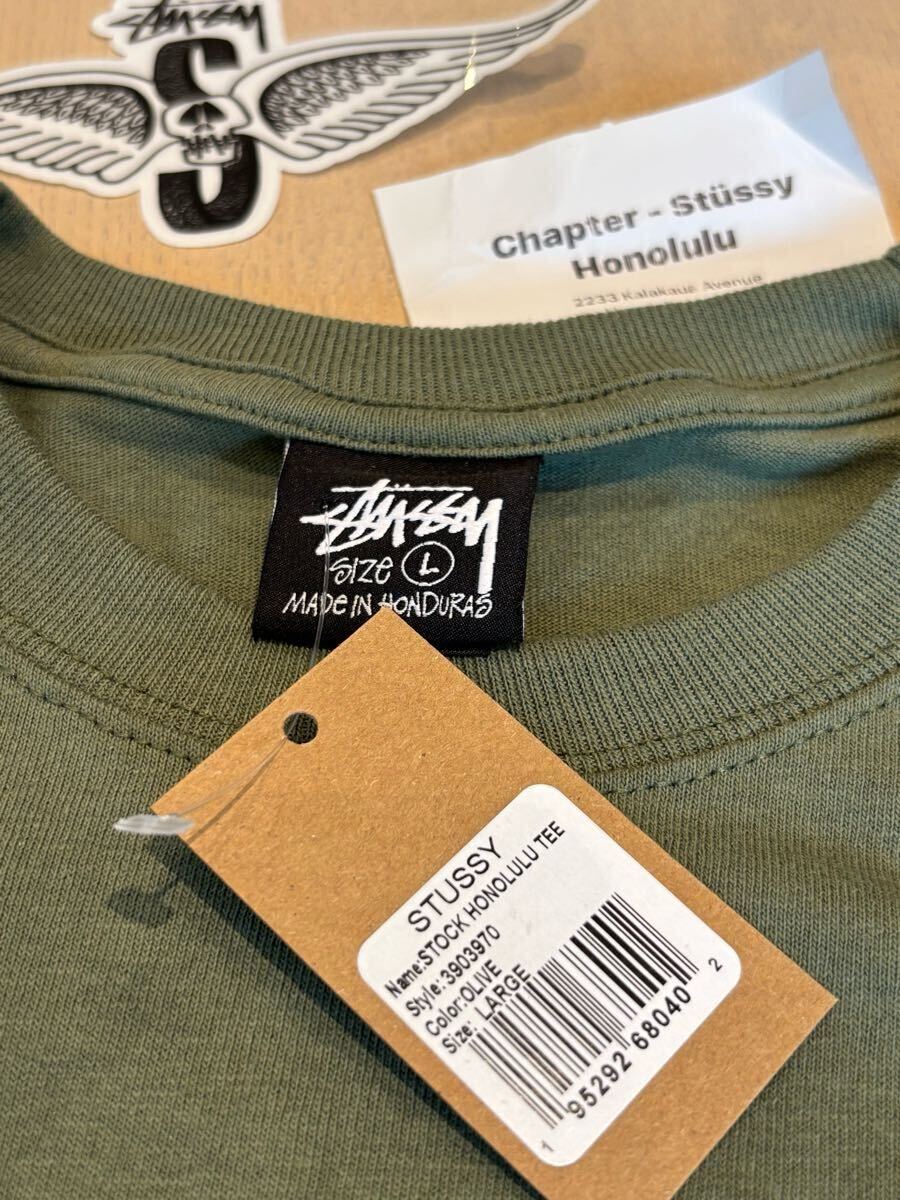 STÜSSY
S
Chapter - Stüssy
Honolulu
2233 Kalakaua Avenue
STÜSSY
SIZE L
MADE IN HONDURAS
STUSSY
Name:STOCK HONOLULU TEE
Style:3903970
Color:OLIVE
Size: LARGE
1 95292 68040 2